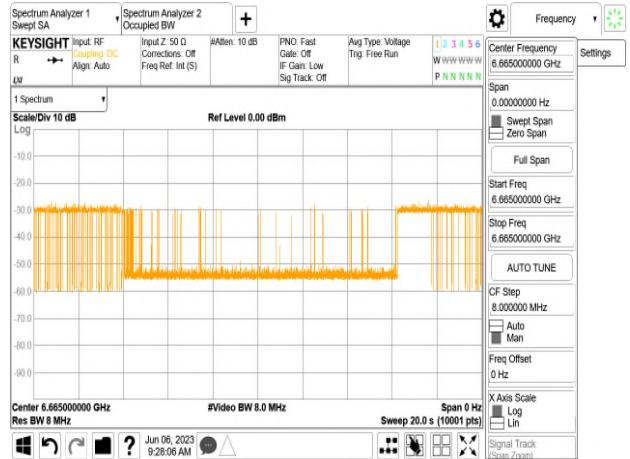 Spectrum Analyzer 1
Swept SA
Spectrum Analyzer 2
Occupied BW
+
Frequency
KEYSIGHT
R
Input: RF
Coupling: DC
Align: Auto
Input Z: 50 Ω
Corrections: Off
Freq Ref: Int (S)
#Atten: 10 dB
PNO: Fast
Gate: Off
IF Gain: Low
Sig Track: Off
Avg Type: Voltage
Trig: Free Run
1 2 3 4 5 6
W W W W W W
P N N N N N
1 Spectrum
Scale/Div 10 dB
Ref Level 0.00 dBm
Log
-10.0
-20.0
-30.0
-40.0
-50.0
-60.0
-70.0
-80.0
-90.0
Center 6.665000000 GHz
Res BW 8 MHz
#Video BW 8.0 MHz
Span 0 Hz
Sweep 20.0 s (10001 pts)
?
Jun 06, 2023
9:28:06 AM
Center Frequency
6.665000000 GHz
Settings
Span
0.00000000 Hz
Swept Span
Zero Span
Full Span
Start Freq
6.665000000 GHz
Stop Freq
6.665000000 GHz
AUTO TUNE
CF Step
8.000000 MHz
Auto
Man
Freq Offset
0 Hz
X Axis Scale
Log
Lin
Signal Track
(Span Zoom)